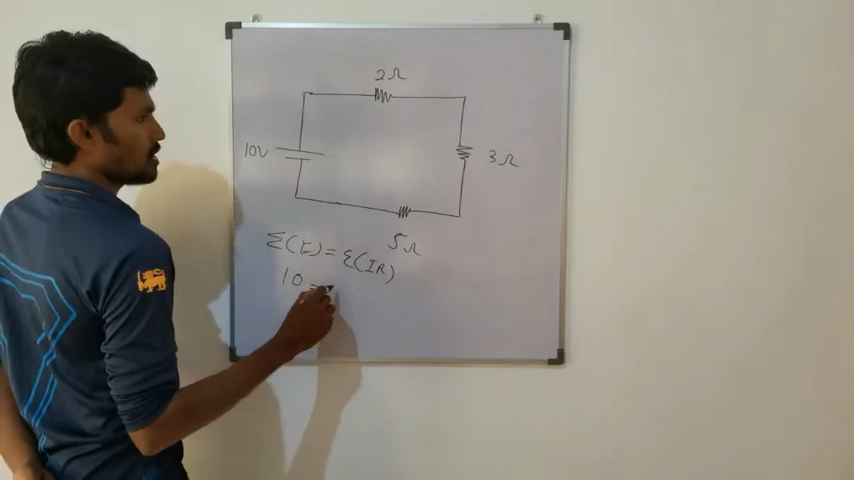 2Ω
10V
3Ω
5Ω
Σ(E) = Σ(IR)
10 =